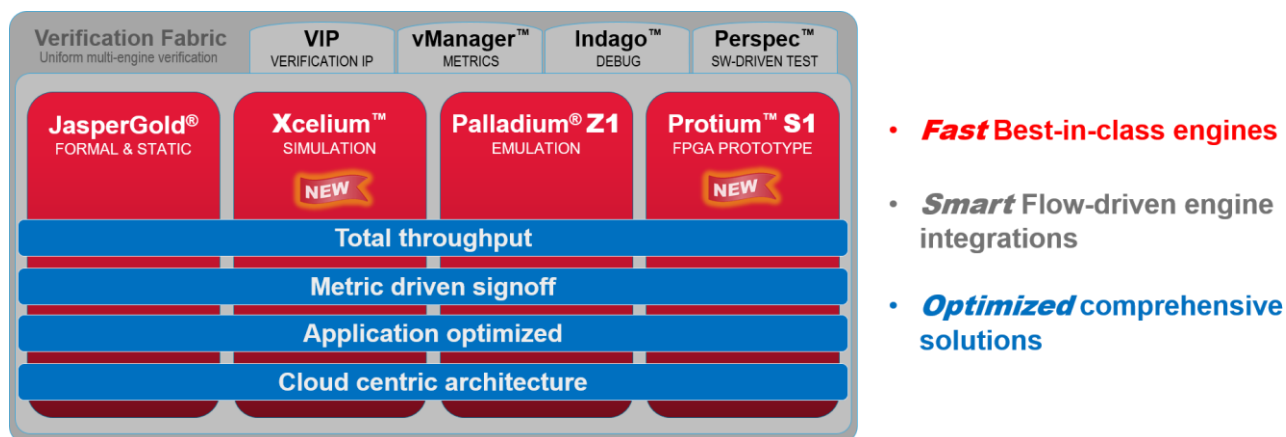 Verification Fabric
Uniform multi-engine verification
VIP
VERIFICATION IP
vManager™
METRICS
Indago™
DEBUG
Perspec™
SW-DRIVEN TEST
JasperGold®
FORMAL & STATIC
Xcelium™
SIMULATION
NEW
Palladium® Z1
EMULATION
Protium™ S1
FPGA PROTOTYPE
NEW
Total throughput
Metric driven signoff
Application optimized
Cloud centric architecture
• Fast Best-in-class engines
• Smart Flow-driven engine
integrations
• Optimized comprehensive
solutions